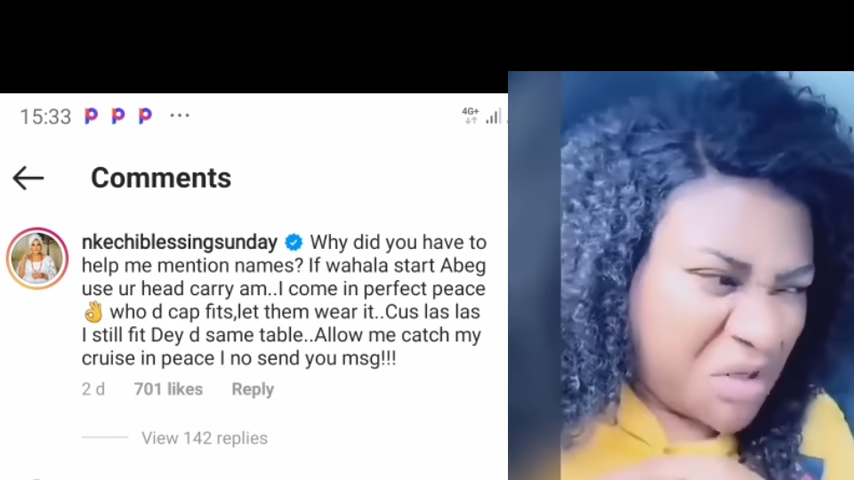 15:33 P P P ... 4G+
Comments
nkechiblessingsunday Why did you have to
help me mention names? If wahala start Abeg
use ur head carry am..I come in perfect peace
👌 who d cap fits,let them wear it..Cus las las
I still fit Dey d same table..Allow me catch my
cruise in peace I no send you msg!!!
2 d 701 likes Reply
View 142 replies